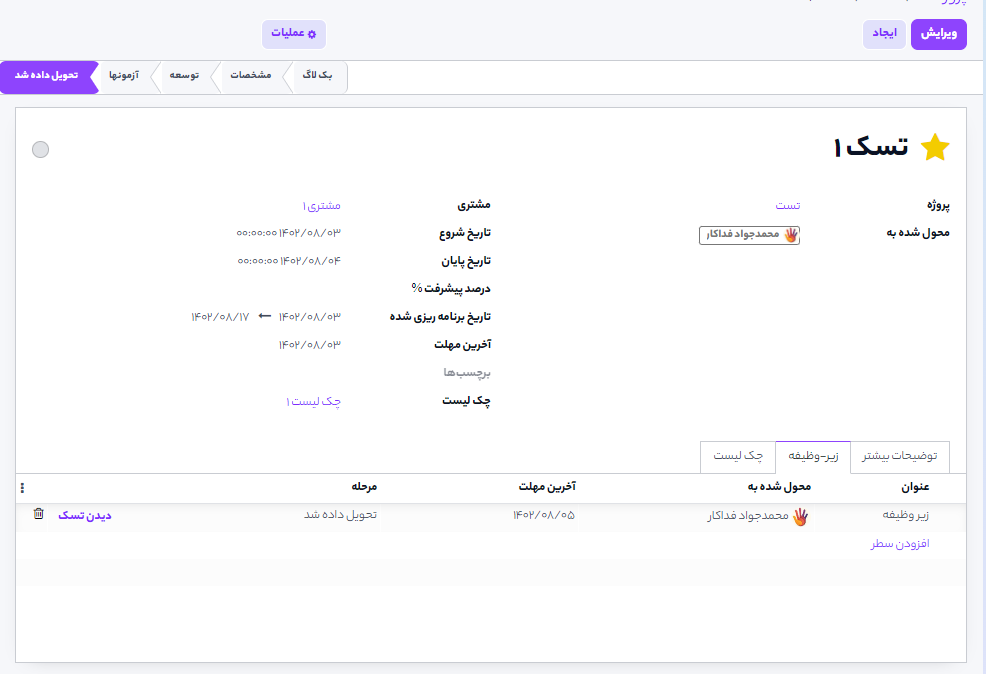 ویرایش ایجاد عملیات
بک لاگ مشخصات توسعه آزمونها تحویل داده شد
تسک ۱
پروژه تست
محول شده به محمدجواد فداکار
مشتری مشتری ۱
تاریخ شروع ۱۴۰۲/۰۸/۰۳ ۰۰:۰۰:۰۰
تاریخ پایان ۱۴۰۲/۰۸/۰۴ ۰۰:۰۰:۰۰
درصد پیشرفت %
تاریخ برنامه ریزی شده ۱۴۰۲/۰۸/۰۳ ← ۱۴۰۲/۰۸/۱۷
آخرین مهلت ۱۴۰۲/۰۸/۰۳
برچسب‌ها
چک لیست چک لیست ۱
توضیحات بیشتر زیر-وظیفه چک لیست
عنوان محول شده به آخرین مهلت مرحله
زیر وظیفه محمدجواد فداکار ۱۴۰۲/۰۸/۰۵ تحویل داده شد دیدن تسک
افزودن سطر